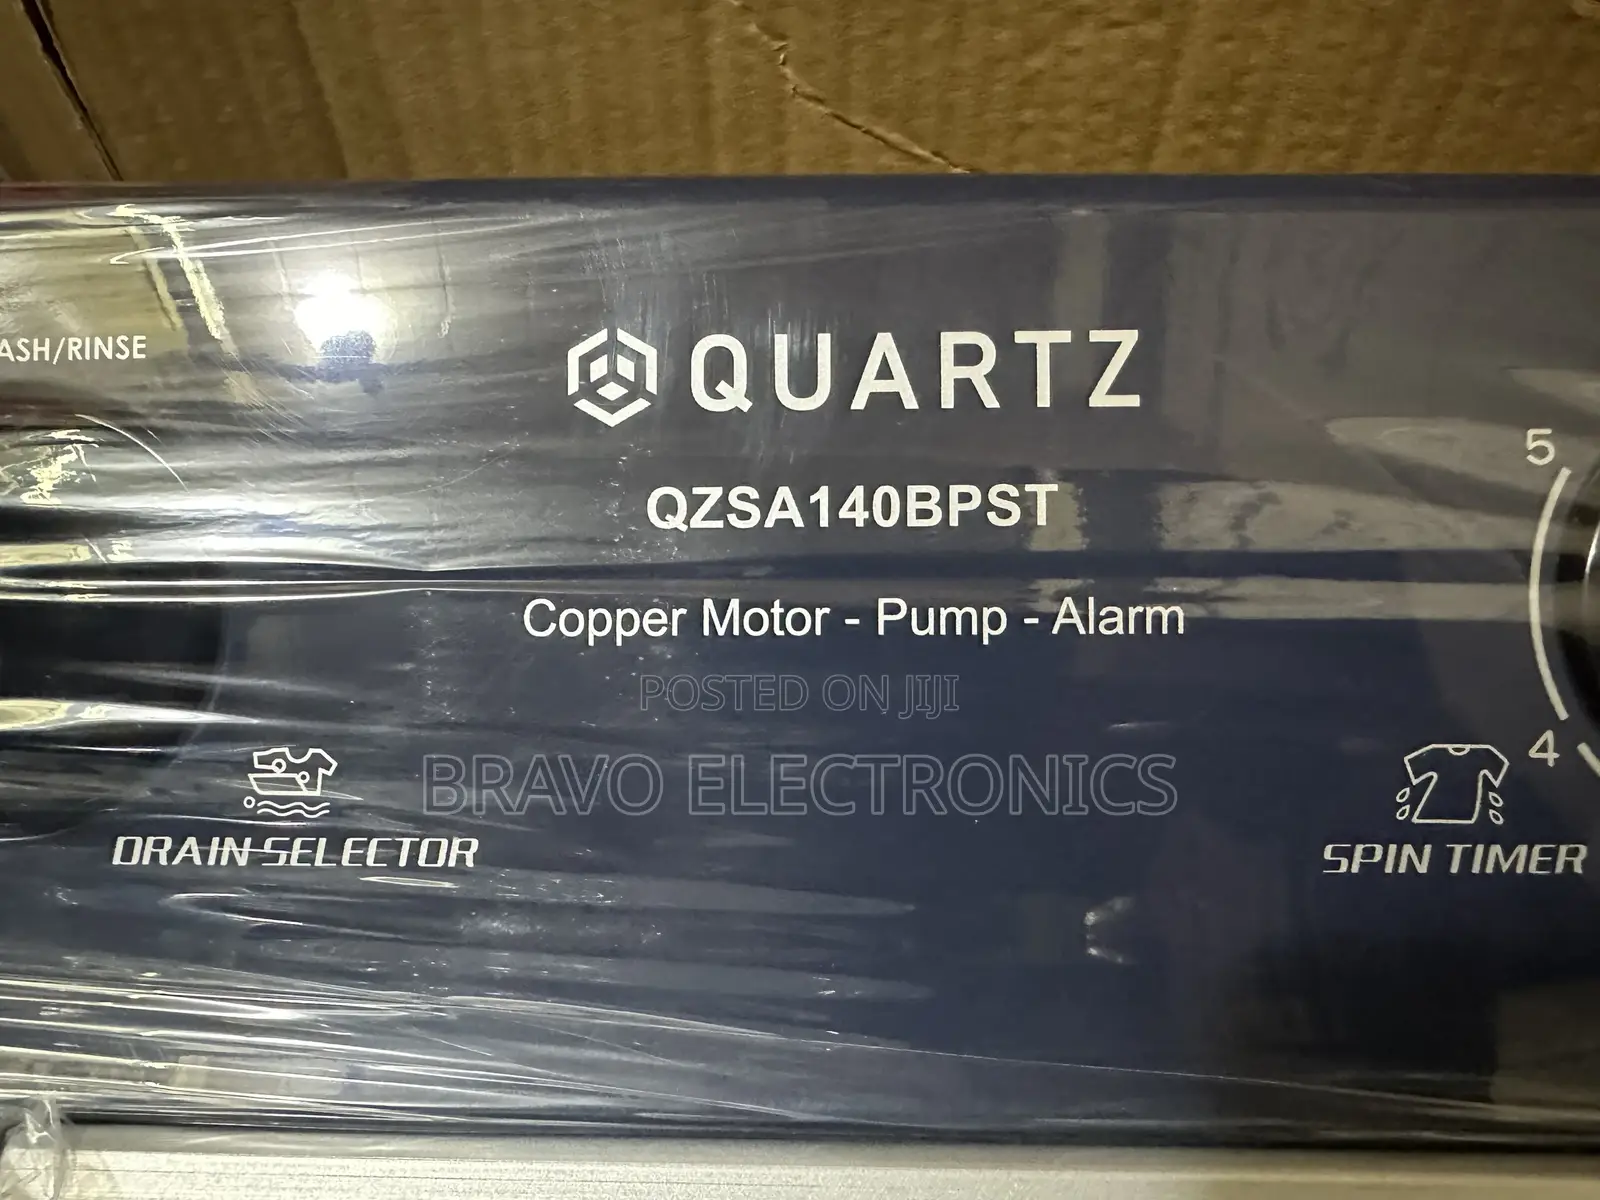 ASH/RINSE
QUARTZ
5
QZSA140BPST
Copper Motor - Pump - Alarm
POSTED ON JIJI
4
BRAVO ELECTRONICS
DRAIN SELECTOR
SPIN TIMER